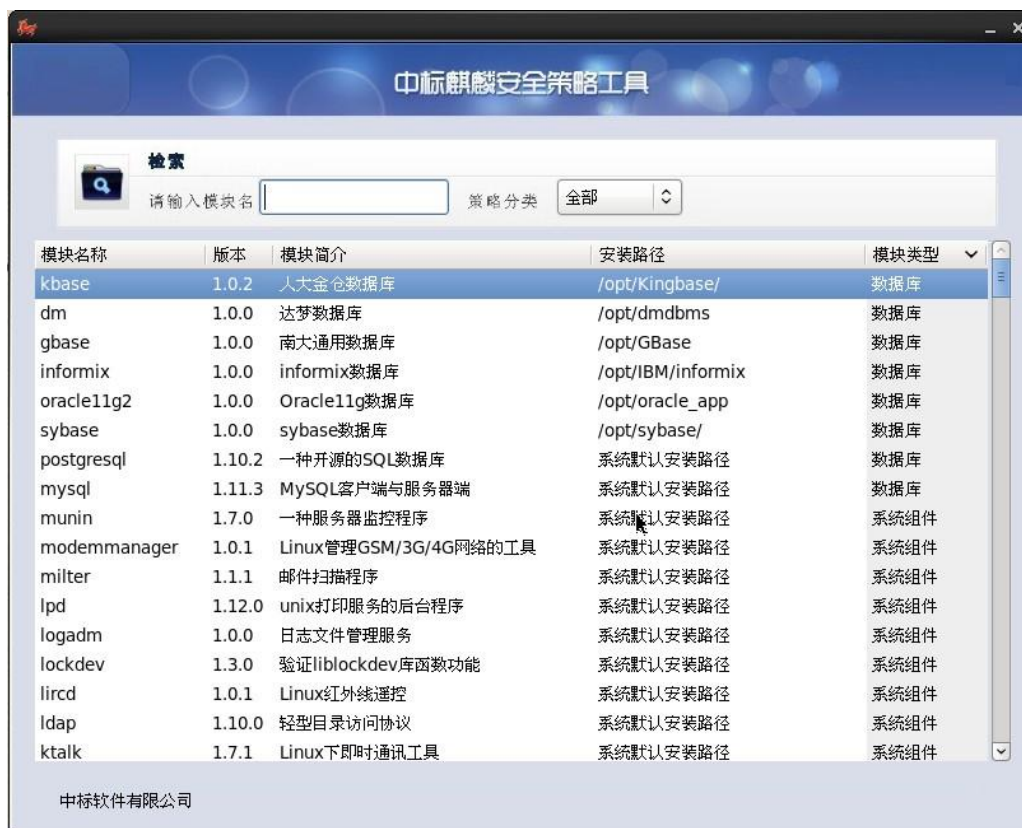 中标麒麟安全策略工具
检索
请输入模块名 策略分类 全部
模块名称 版本 模块简介 安装路径 模块类型
kbase 1.0.2 人大金仓数据库 /opt/Kingbase/ 数据库
dm 1.0.0 达梦数据库 /opt/dmdbms 数据库
gbase 1.0.0 南大通用数据库 /opt/GBase 数据库
informix 1.0.0 informix数据库 /opt/IBM/informix 数据库
oracle11g2 1.0.0 Oracle11g数据库 /opt/oracle_app 数据库
sybase 1.0.0 sybase数据库 /opt/sybase/ 数据库
postgresql 1.10.2 一种开源的SQL数据库 系统默认安装路径 数据库
mysql 1.11.3 MySQL客户端与服务器端 系统默认安装路径 数据库
munin 1.7.0 一种服务器监控程序 系统默认安装路径 系统组件
modemmanager 1.0.1 Linux管理GSM/3G/4G网络的工具 系统默认安装路径 系统组件
milter 1.1.1 邮件扫描程序 系统默认安装路径 系统组件
lpd 1.12.0 unix打印服务的后台程序 系统默认安装路径 系统组件
logadm 1.0.0 日志文件管理服务 系统默认安装路径 系统组件
lockdev 1.3.0 验证liblockdev库函数功能 系统默认安装路径 系统组件
lircd 1.0.1 Linux红外线遥控 系统默认安装路径 系统组件
ldap 1.10.0 轻型目录访问协议 系统默认安装路径 系统组件
ktalk 1.7.1 Linux下即时通讯工具 系统默认安装路径 系统组件
中标软件有限公司